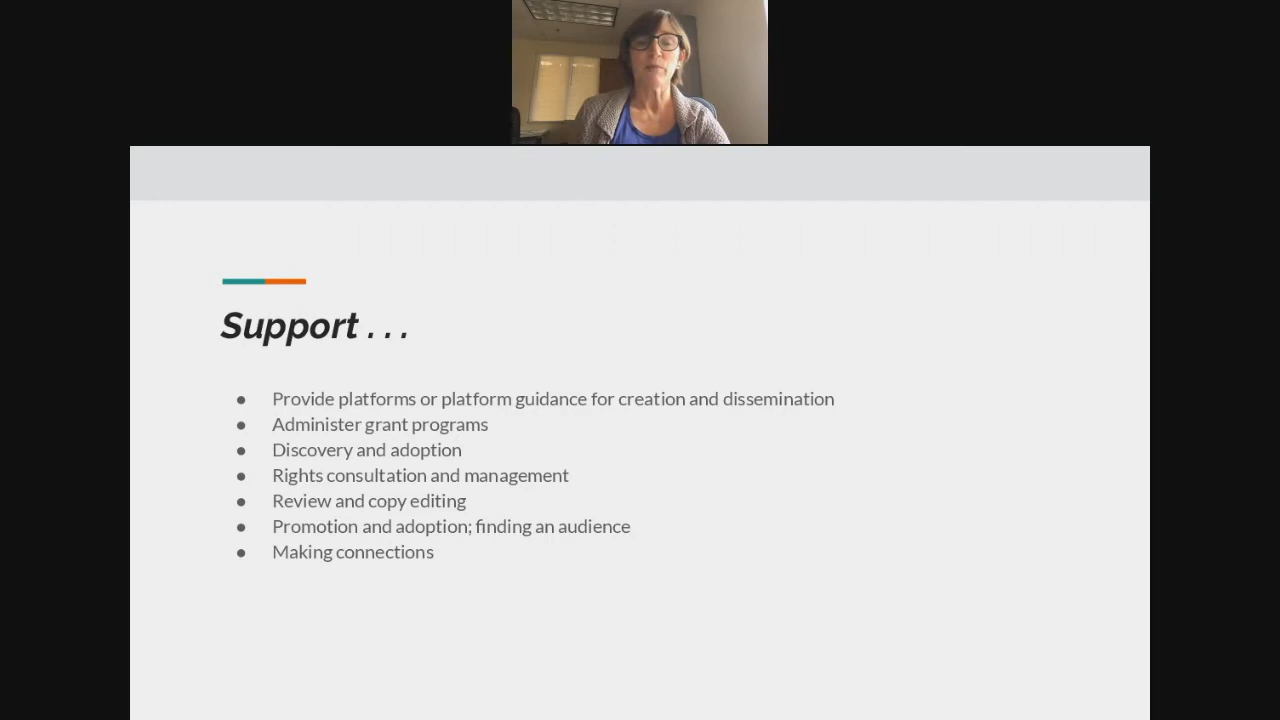 Support . . .
● Provide platforms or platform guidance for creation and dissemination
● Administer grant programs
● Discovery and adoption
● Rights consultation and management
● Review and copy editing
● Promotion and adoption; finding an audience
● Making connections